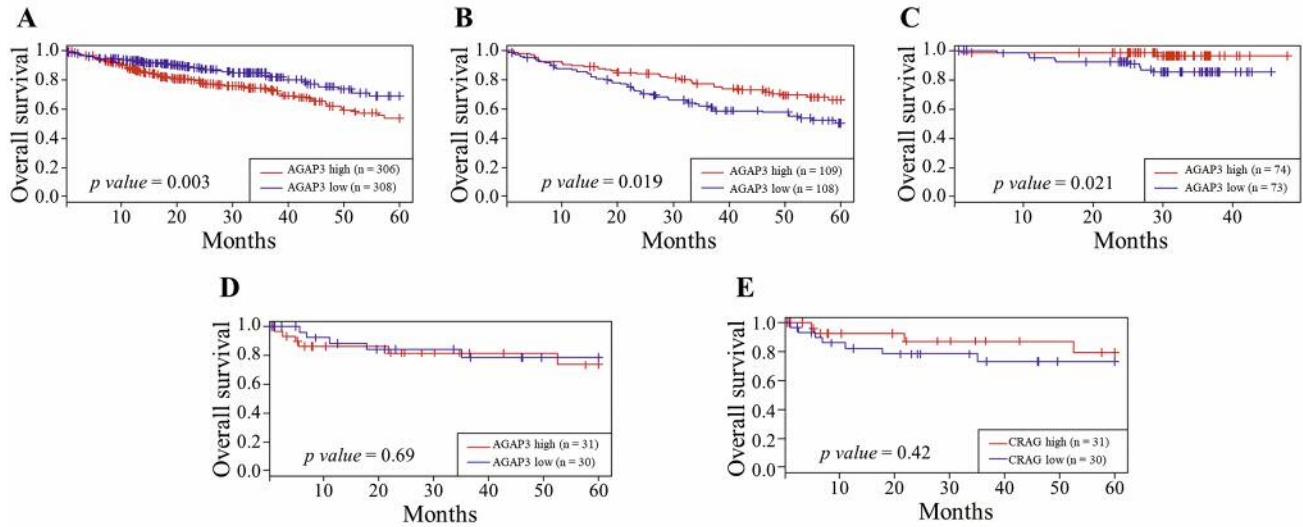 A
Overall survival
1.0
0.8
0.6
0.4
0.2
0.0
AGAP3 high (n = 306)
AGAP3 low (n = 308)
p value = 0.003
10 20 30 40 50 60
Months
B
Overall survival
1.0
0.8
0.6
0.4
0.2
0.0
AGAP3 high (n = 109)
AGAP3 low (n = 108)
p value = 0.019
10 20 30 40 50 60
Months
C
Overall survival
1.0
0.8
0.6
0.4
0.2
0.0
AGAP3 high (n = 74)
AGAP3 low (n = 73)
p value = 0.021
10 20 30 40
Months
D
Overall survival
1.0
0.8
0.6
0.4
0.2
0.0
AGAP3 high (n = 31)
AGAP3 low (n = 30)
p value = 0.69
10 20 30 40 50 60
Months
E
Overall survival
1.0
0.8
0.6
0.4
0.2
0.0
CRAG high (n = 31)
CRAG low (n = 30)
p value = 0.42
10 20 30 40 50 60
Months